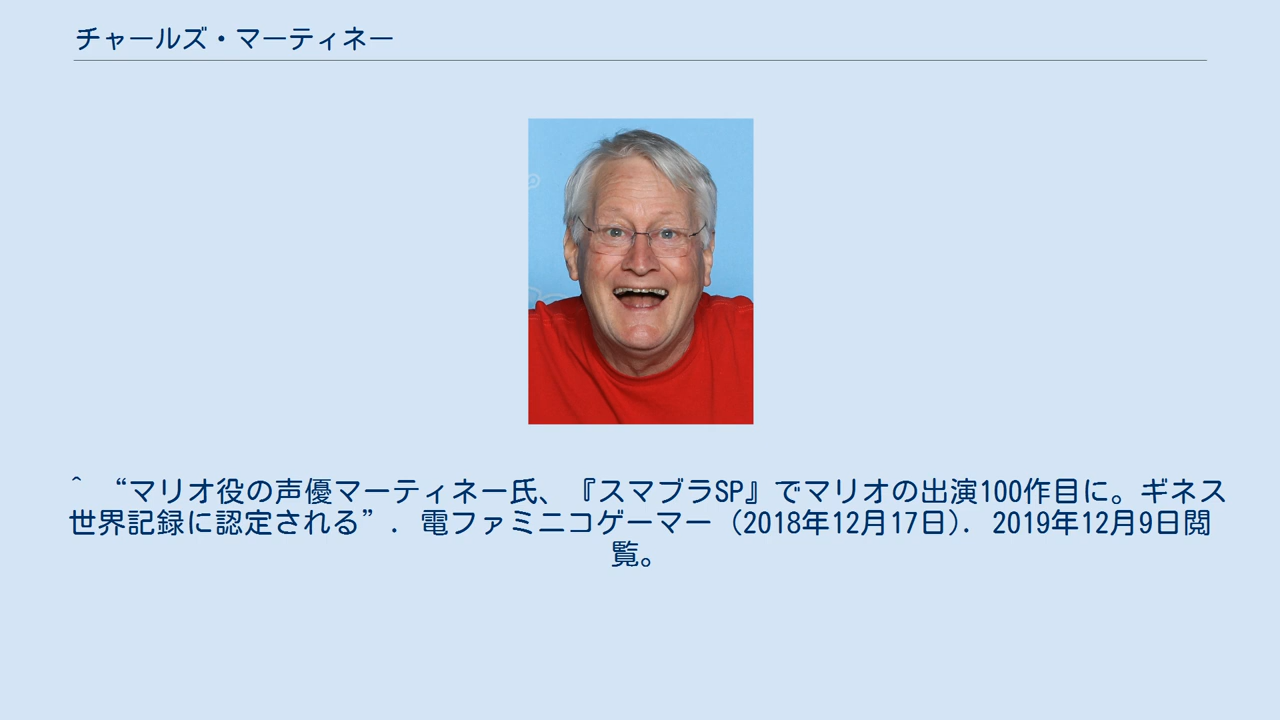 チャールズ・マーティネー
^ “マリオ役の声優マーティネー氏、『スマブラSP』でマリオの出演100作目に。ギネス
世界記録に認定される”. 電ファミニコゲーマー (2018年12月17日). 2019年12月9日閲
覧。